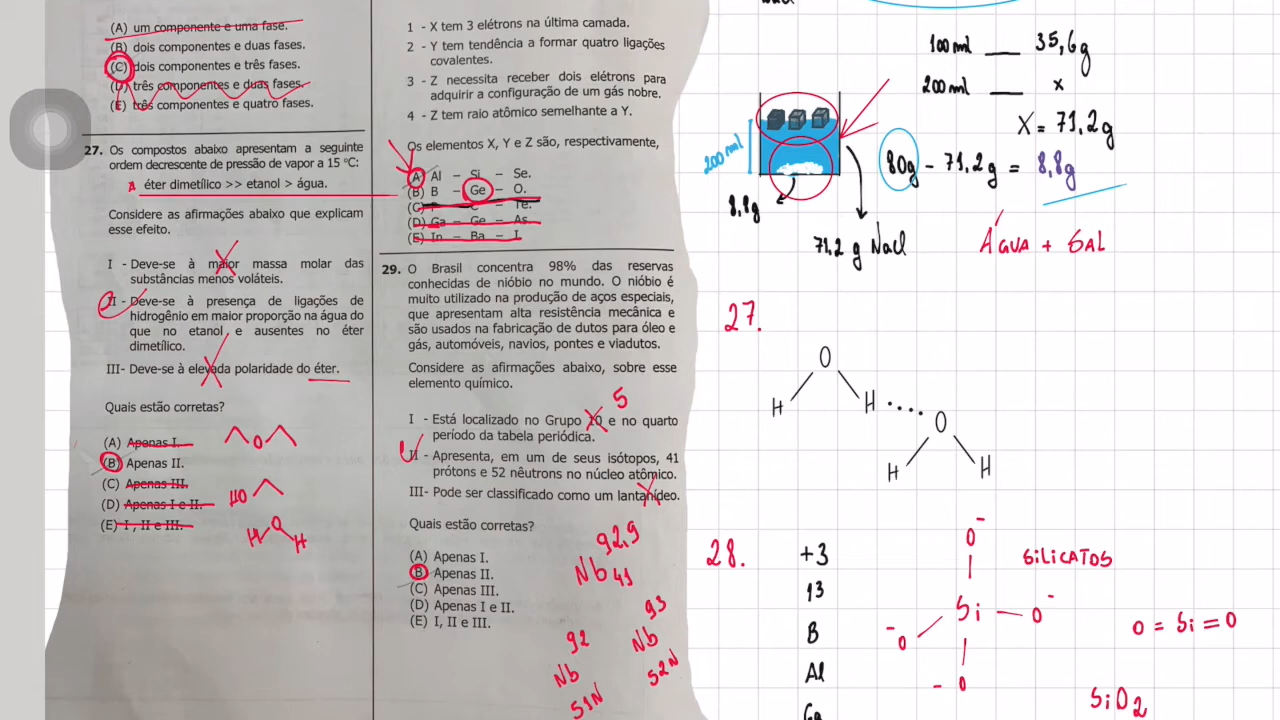 (A) um componente e uma fase.
(B) dois componentes e duas fases.
(C) dois componentes e três fases.
(D) três componentes e duas fases.
(E) três componentes e quatro fases.
27. Os compostos abaixo apresentam a seguinte
ordem decrescente de pressão de vapor a 15 ºC:
éter dimetílico >> etanol > água.
Considere as afirmações abaixo que explicam
esse efeito.
I - Deve-se à maior massa molar das
substâncias menos voláteis.
II - Deve-se à presença de ligações de
hidrogênio em maior proporção na água do
que no etanol, e ausentes no éter
dimetílico.
III- Deve-se à elevada polaridade do éter.
Quais estão corretas?
(A) Apenas I.
(B) Apenas II.
(C) Apenas III.
(D) Apenas I e II.
(E) I, II e III.
O
HO
O
H H
1 - X tem 3 elétrons na última camada.
2 - Y tem tendência a formar quatro ligações
covalentes.
3 - Z necessita receber dois elétrons para
adquirir a configuração de um gás nobre.
4 - Z tem raio atômico semelhante a Y.
Os elementos X, Y e Z são, respectivamente,
(A) Al – Si – Se.
(B) B – Ge – O.
(C) – C – Te.
(D) Ga – Ge – As.
(E) In – Ba – I.
29. O Brasil concentra 98% das reservas
conhecidas de nióbio no mundo. O nióbio é
muito utilizado na produção de aços especiais,
que apresentam alta resistência mecânica e
são usados na fabricação de dutos para óleo e
gás, automóveis, navios, pontes e viadutos.
Considere as afirmações abaixo, sobre esse
elemento químico.
5
I - Está localizado no Grupo 10 e no quarto
período da tabela periódica.
II - Apresenta, em um de seus isótopos, 41
prótons e 52 nêutrons no núcleo atômico.
III- Pode ser classificado como um lantanídeo.
Quais estão corretas?
(A) Apenas I.
(B) Apenas II.
(C) Apenas III.
(D) Apenas I e II.
(E) I, II e III.
92,9
Nb 41
93
Nb
52N
92
Nb
51N
100 ml 35,6g
200 ml x
X = 71,2g
200 ml
80g - 71,2g = 8,8g
8,8g
71,2 g NaCl
ÁGUA + SAL
27.
O
H H
O
H H
28.
+3
13
B
Al
Ga
O-
-O Si O-
-O
SILICATOS
O = Si = O
SiO2